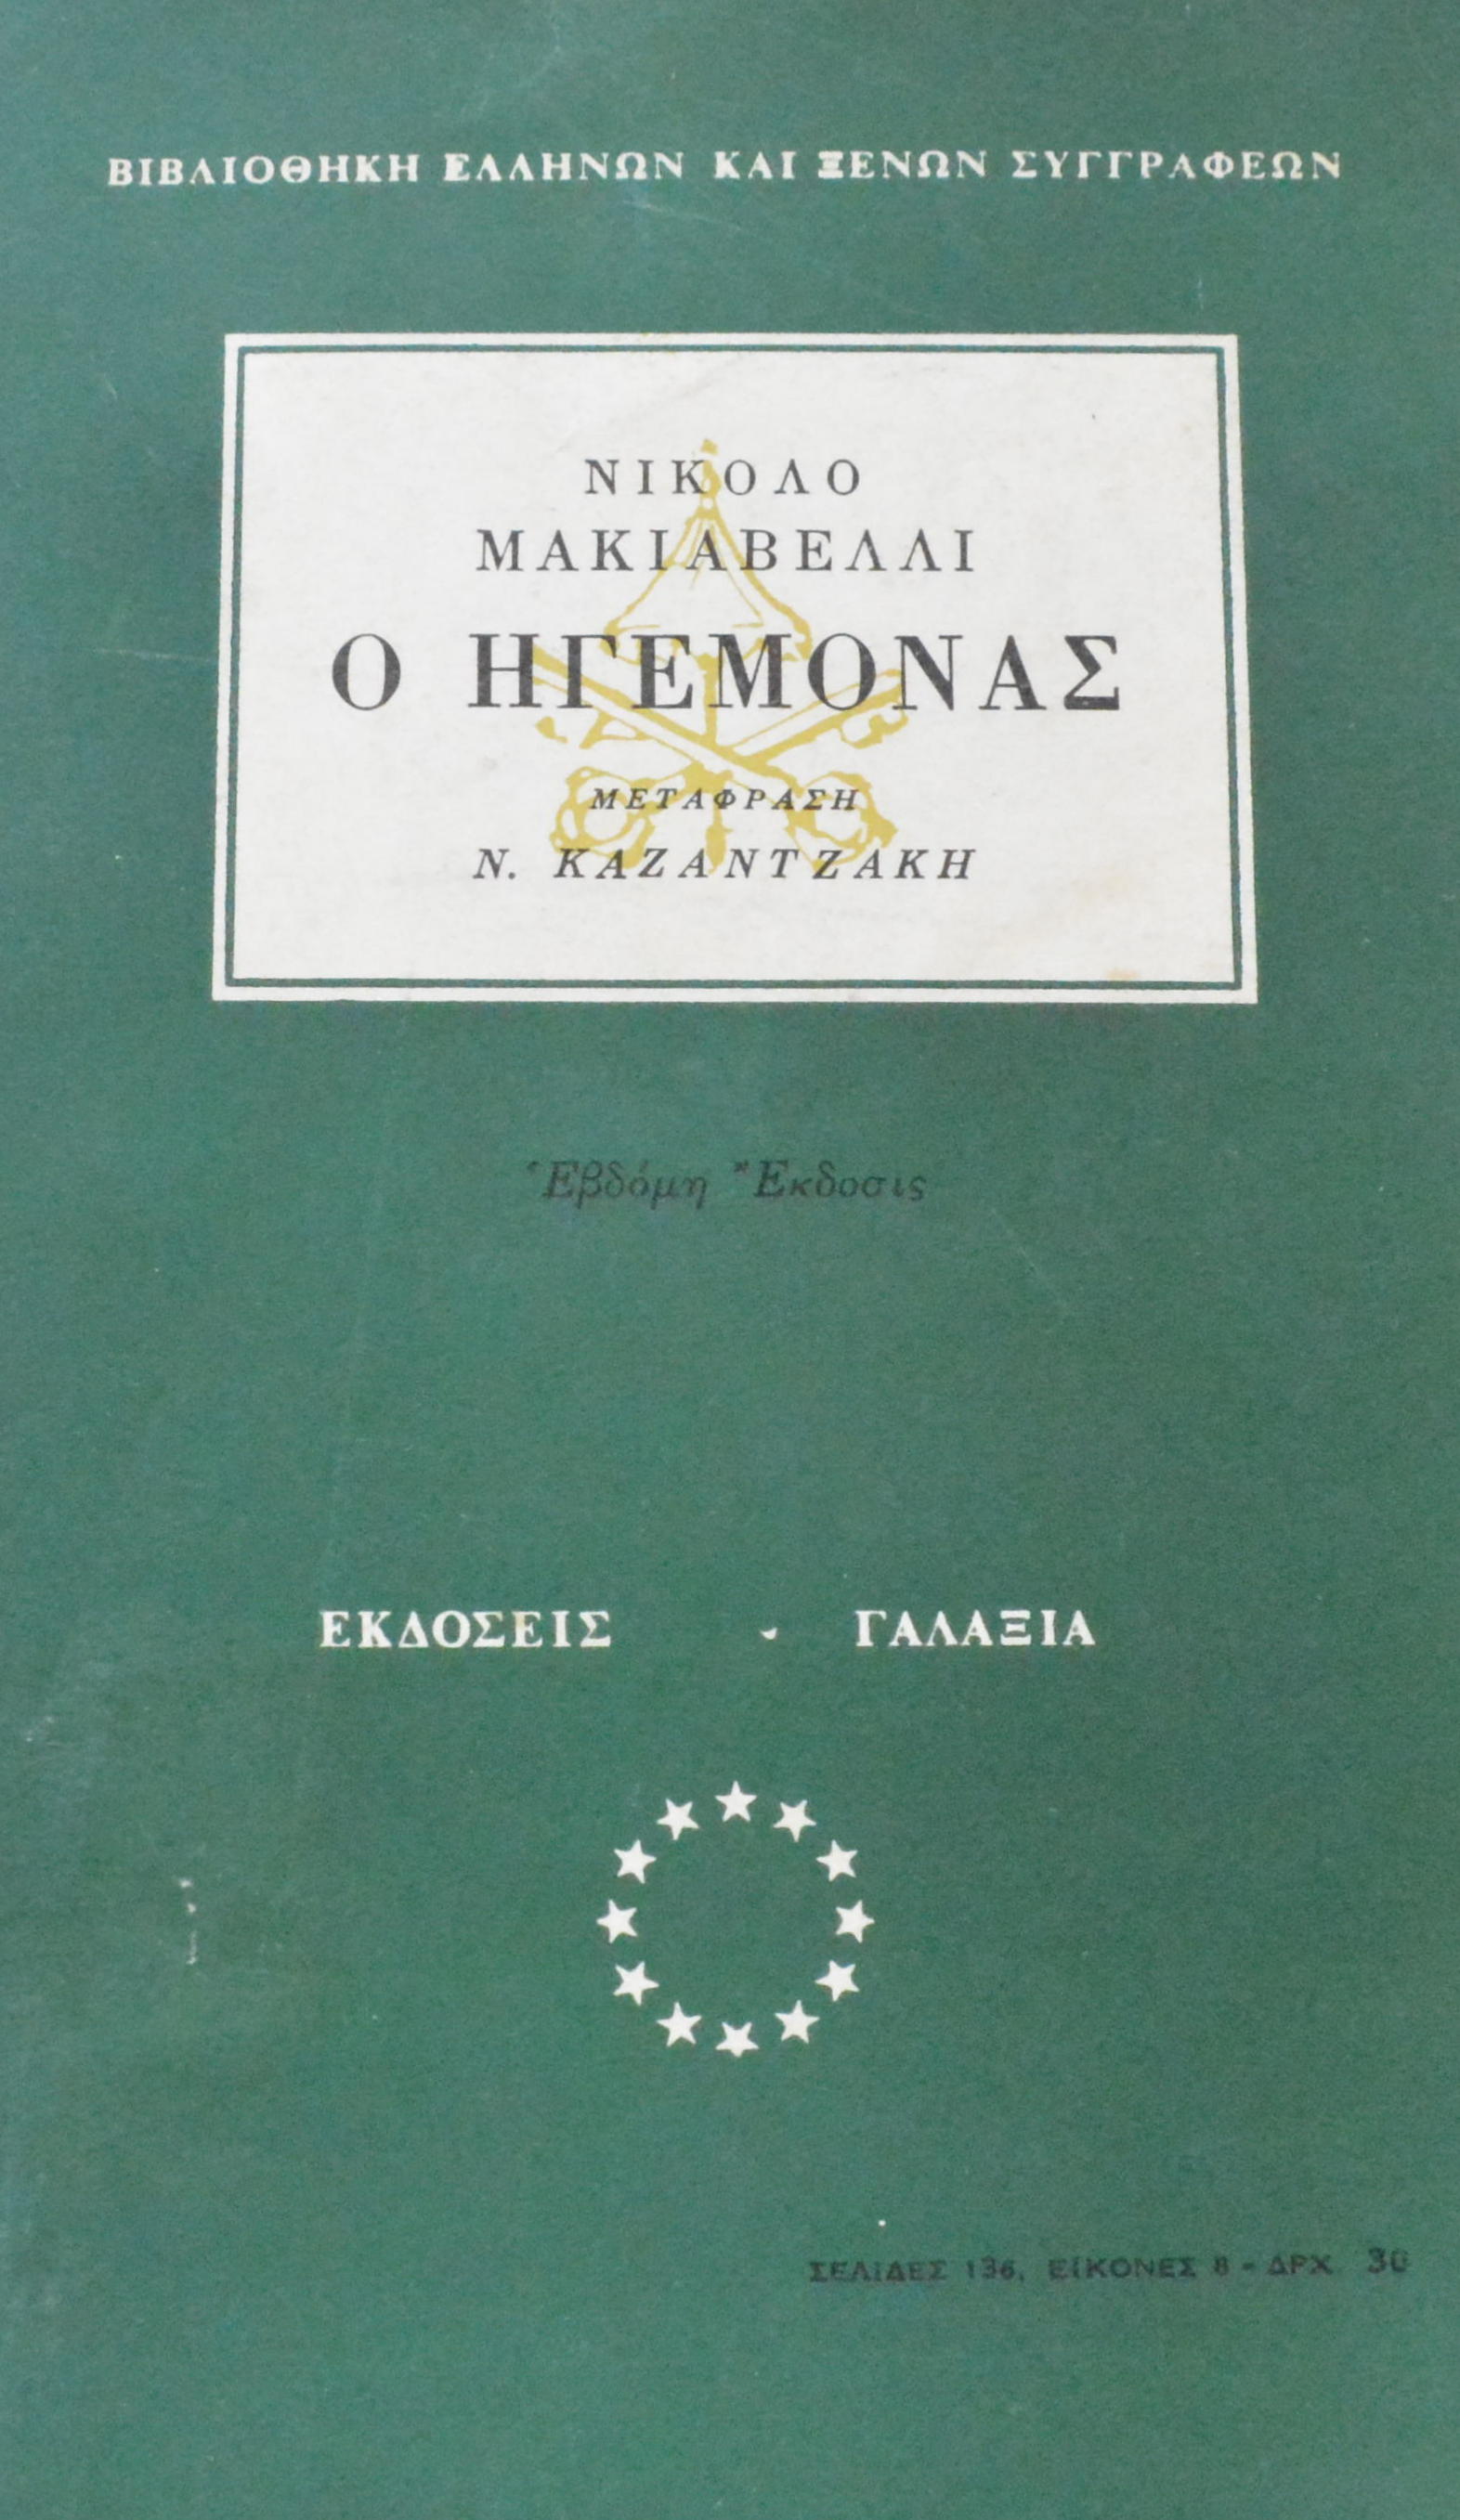 ΒΙΒΛΙΟΘΗΚΗ ΕΛΛΗΝΩΝ ΚΑΙ ΞΕΝΩΝ ΣΥΓΓΡΑΦΕΩΝ
ΝΙΚΟΛΟ
ΜΑΚΙΑΒΕΛΛΙ
Ο ΗΓΕΜΟΝΑΣ
ΜΕΤΑΦΡΑΣΗ
Ν. ΚΑΖΑΝΤΖΑΚΗ
Ἑβδόμη Ἔκδοσις
ΕΚΔΟΣΕΙΣ ΓΑΛΑΞΙΑ
ΣΕΛΙΔΕΣ 136, ΕΙΚΟΝΕΣ 8 - ΔΡΧ. 30